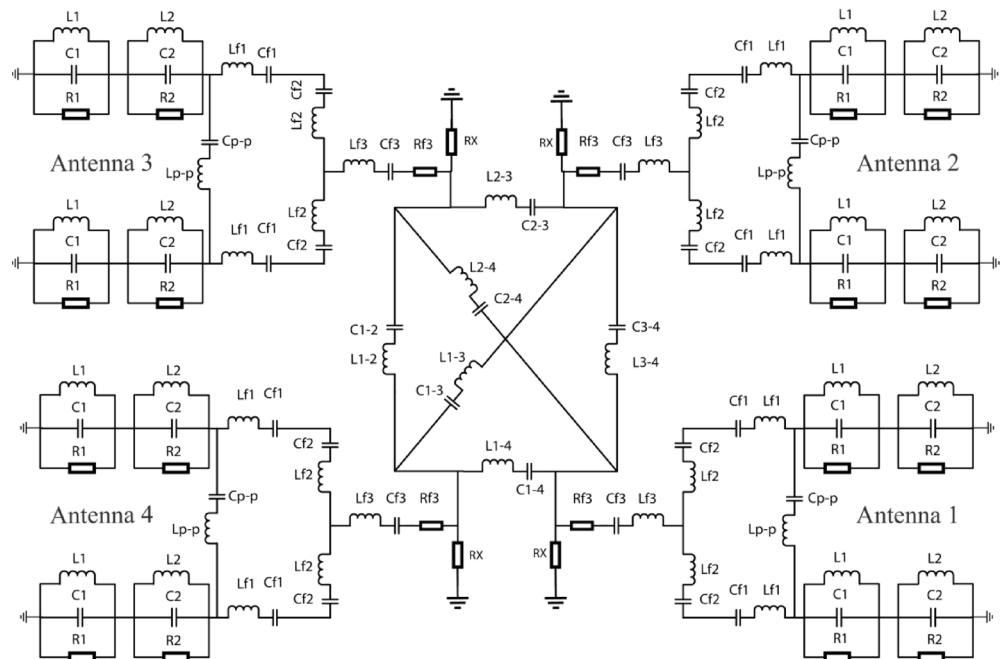 L1 L2 L1 L2
Lf1 Cf1 Cf1 Lf1
C1 C2 C1 C2
Cf2 Cf2
R1 R2 R1 R2
Lf2 Lf2
Antenna 3 Cp-p Lf3 Cf3 Rf3 RX RX Rf3 Cf3 Lf3 Cp-p Antenna 2
Lp-p L2-3 Lp-p
L1 L2 Lf2 C2-3 Lf2 L1 L2
Lf1 Cf1 Cf2 Cf2 Cf1 Lf1
C1 C2 C1 C2
R1 R2 L2-4 R1 R2
C2-4
C1-2 C3-4
L1-2 L1-3 L3-4
C1-3
L1 L2 L1 L2
Lf1 Cf1 Cf1 Lf1
C1 C2 C1 C2
Cf2 L1-4 Cf2
R1 R2 R1 R2
Lf2 C1-4 Lf2
Antenna 4 Cp-p Lf3 Cf3 Rf3 Rf3 Cf3 Lf3 Cp-p Antenna 1
Lp-p RX RX Lp-p
L1 L2 Lf2 Lf2 L1 L2
Lf1 Cf1 Cf2 Cf2 Cf1 Lf1
C1 C2 C1 C2
R1 R2 R1 R2